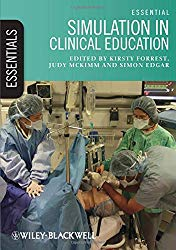 ESSENTIALS
ESSENTIAL
SIMULATION IN
CLINICAL EDUCATION
EDITED BY KIRSTY FORREST,
JUDY MCKIMM AND SIMON EDGAR
WILEY-BLACKWELL